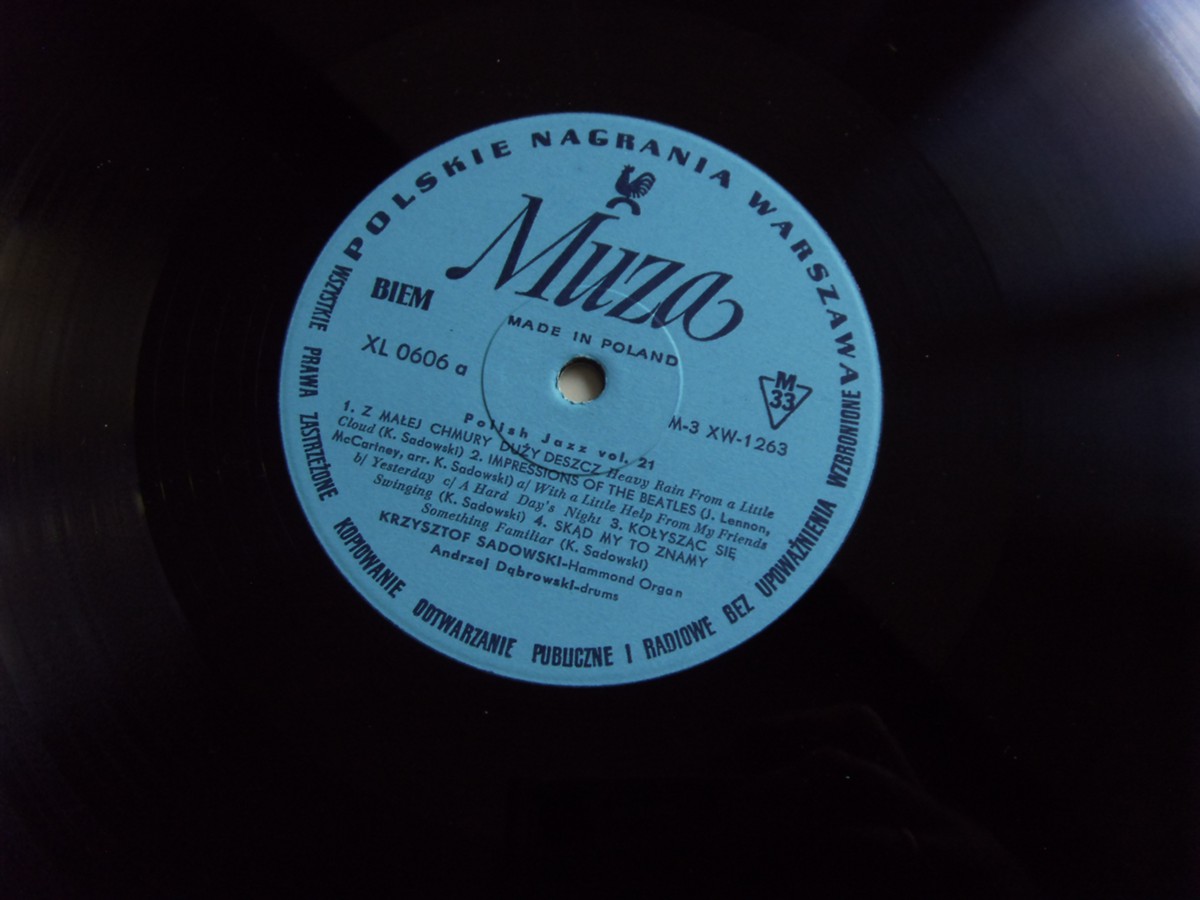 POLSKIE NAGRANIA WARSZAWA
Muza
BIEM
MADE IN POLAND
XL 0606 a
M
33
M-3 XW-1263
Polish Jazz vol. 21
1. Z MAŁEJ CHMURY DUŻY DESZCZ Heavy Rain From a Little
Cloud (K. Sadowski) 2. IMPRESSIONS OF THE BEATLES (J. Lennon,
McCartney, arr. K. Sadowski) a/ With a Little Help From My Friends
b/ Yesterday c/ A Hard Day's Night 3. KOŁYSZĄC SIĘ
Swinging (K. Sadowski) 4. SKĄD MY TO ZNAMY
Something Familiar (K. Sadowski)
KRZYSZTOF SADOWSKI-Hammond Organ
Andrzej Dąbrowski-drums
WSZYSTKIE PRAWA ZASTRZEŻONE KOPIOWANIE ODTWARZANIE PUBLICZNE I RADIOWE BEZ UPOWAŻNIENIA WZBRONIONE